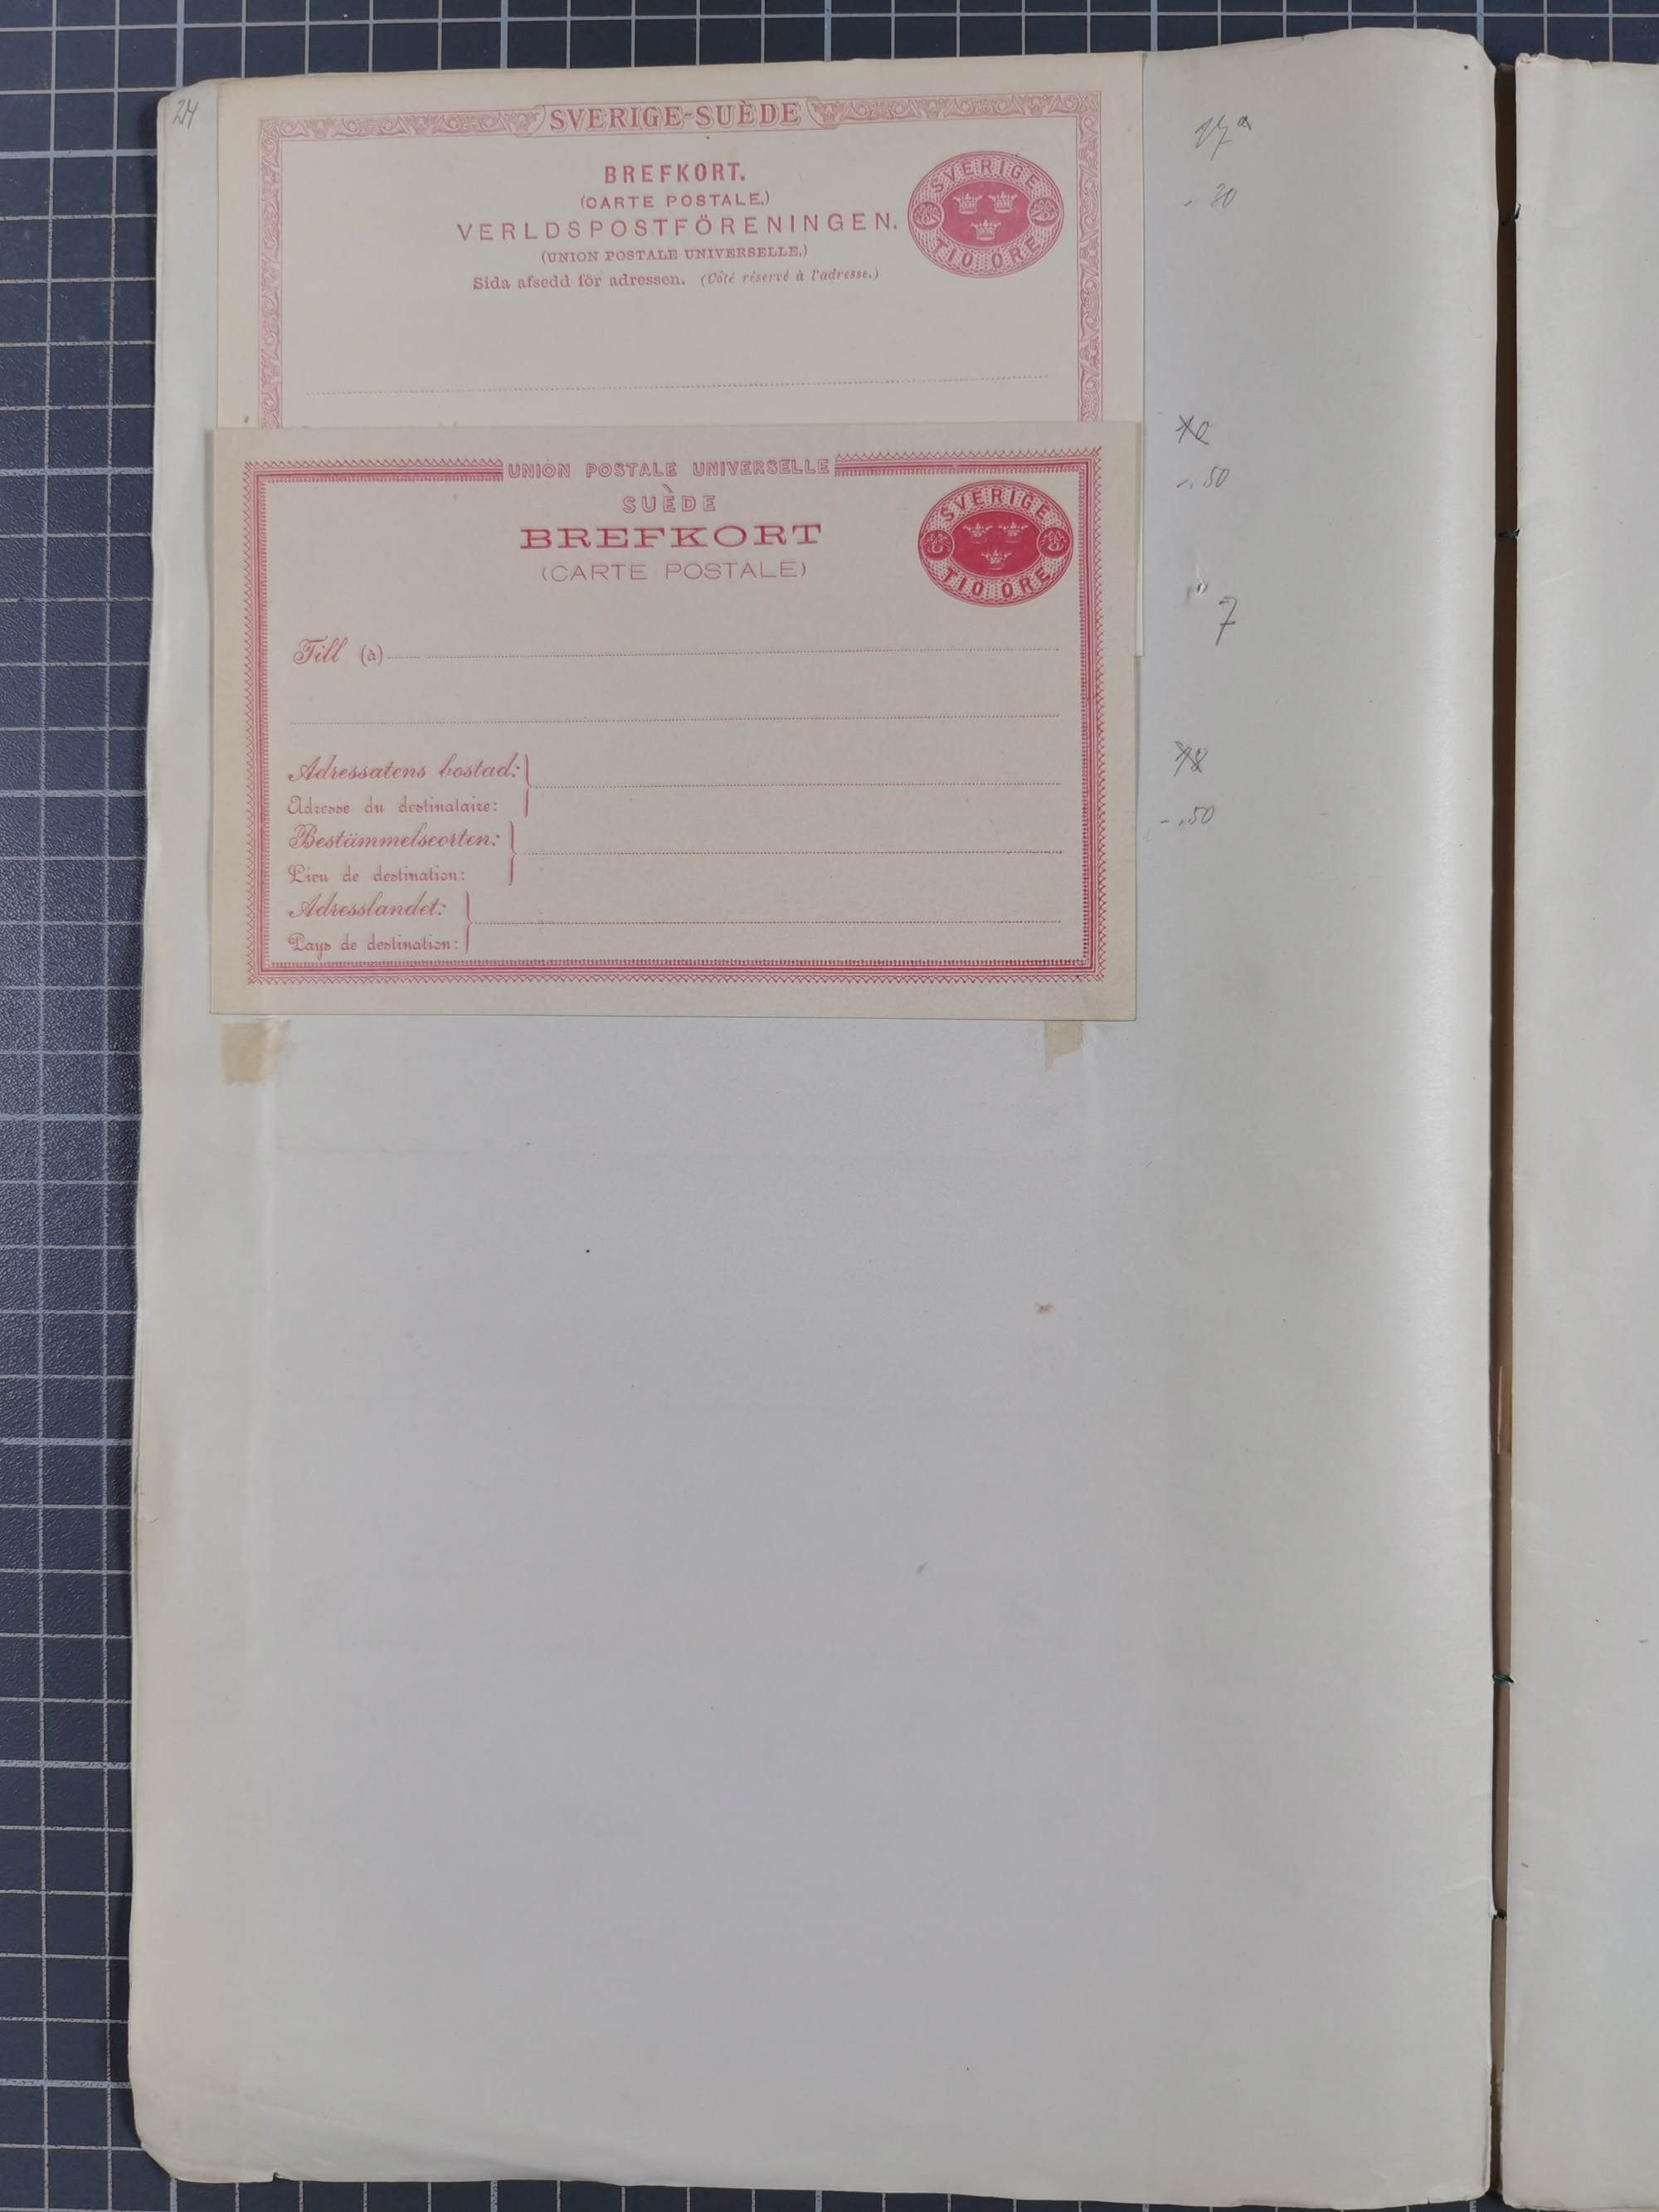 24
SVERIGE-SUÈDE
BREFKORT.
(CARTE POSTALE.)
VERLDSPOSTFÖRENINGEN.
(UNION POSTALE UNIVERSELLE.)
Sida afsedd för adressen. (Côté réservé à l'adresse.)
SVERIGE
TIO ÖRE
17a
- 30
UNION POSTALE UNIVERSELLE
SUÈDE
BREFKORT
(CARTE POSTALE)
SVERIGE
TIO ÖRE
-.50
7
Till (à)
Adressatens bostad:
Adresse du destinataire:
Bestämmelseorten:
Lieu de destination:
Adresslandet:
Pays de destination:
-.50